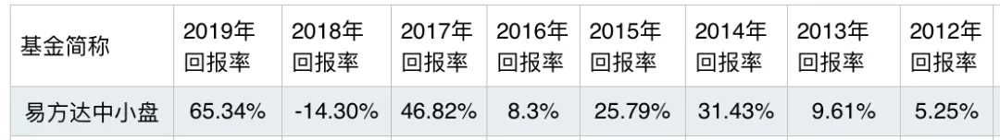 基金简称 2019年 2018年 2017年 2016年 2015年 2014年 2013年 2012年
回报率 回报率 回报率 回报率 回报率 回报率 回报率 回报率
易方达中小盘 65.34% -14.30% 46.82% 8.3% 25.79% 31.43% 9.61% 5.25%